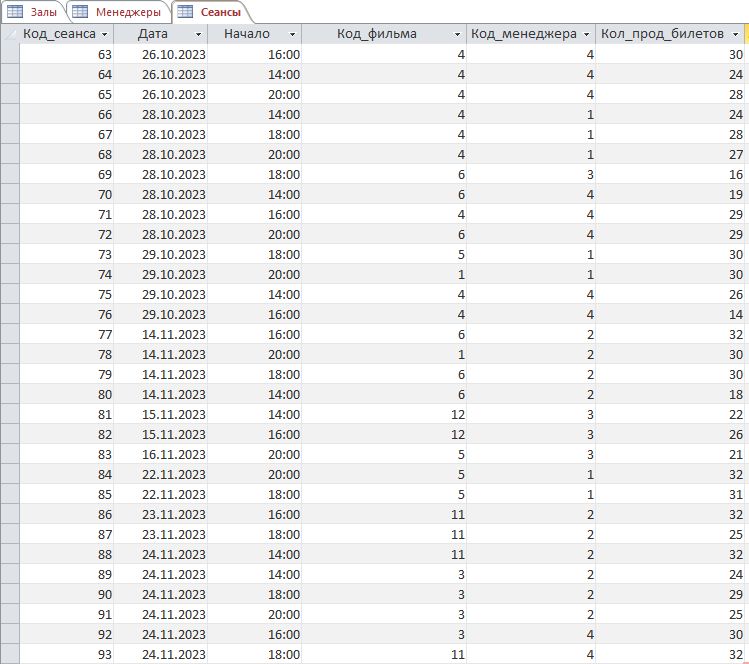 Залы Менеджеры Сеансы
Код_сеанса Дата Начало Код_фильма Код_менеджера Кол_прод_билетов
63 26.10.2023 16:00 4 4 30
64 26.10.2023 14:00 4 4 24
65 26.10.2023 20:00 4 4 28
66 28.10.2023 14:00 4 1 24
67 28.10.2023 18:00 4 1 28
68 28.10.2023 20:00 4 1 27
69 28.10.2023 18:00 6 3 16
70 28.10.2023 14:00 6 4 19
71 28.10.2023 16:00 4 4 29
72 28.10.2023 20:00 6 4 29
73 29.10.2023 18:00 5 1 30
74 29.10.2023 20:00 1 1 30
75 29.10.2023 14:00 4 4 26
76 29.10.2023 16:00 4 4 14
77 14.11.2023 16:00 6 2 32
78 14.11.2023 20:00 1 2 30
79 14.11.2023 18:00 6 2 30
80 14.11.2023 14:00 6 2 18
81 15.11.2023 14:00 12 3 22
82 15.11.2023 16:00 12 3 26
83 16.11.2023 20:00 5 3 21
84 22.11.2023 20:00 5 1 32
85 22.11.2023 18:00 5 1 31
86 23.11.2023 16:00 11 2 32
87 23.11.2023 18:00 11 2 25
88 23.11.2023 14:00 11 2 32
89 24.11.2023 14:00 3 2 24
90 24.11.2023 18:00 3 2 29
91 24.11.2023 20:00 3 2 25
92 24.11.2023 16:00 3 4 30
93 24.11.2023 18:00 11 4 32